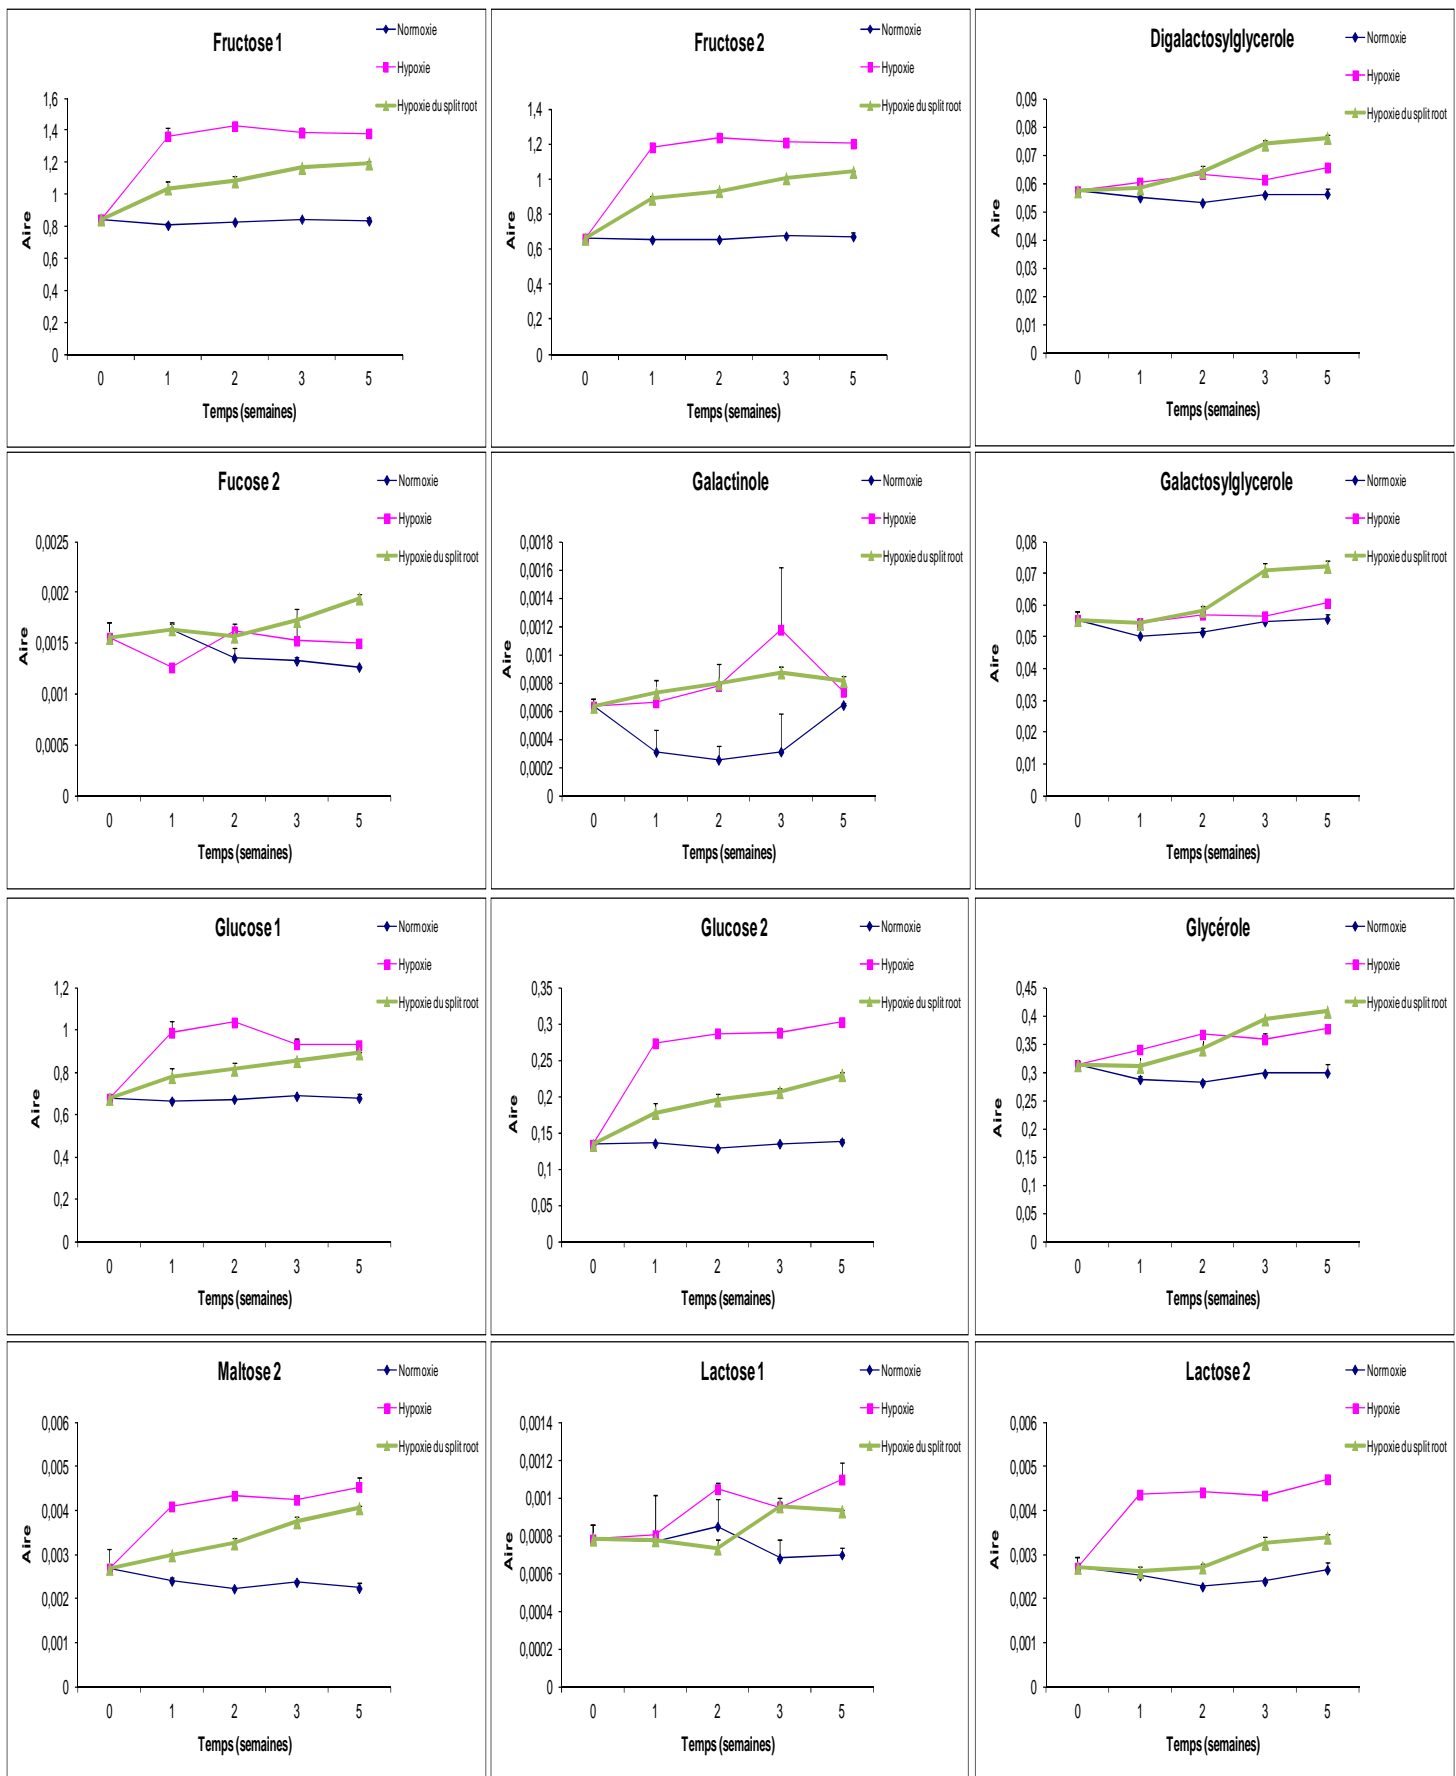 Fructose 1
Normoxie
Hypoxie
Hypoxie du split root
1,6
1,4
1,2
1
0,8
0,6
0,4
0,2
0
Aire
0 1 2 3 5
Temps (semaines)
Fructose 2
Normoxie
Hypoxie
Hypoxie du split root
1,4
1,2
1
0,8
0,6
0,4
0,2
0
Aire
0 1 2 3 5
Temps (semaines)
Digalactosylglycerole
Normoxie
Hypoxie
Hypoxie du split root
0,09
0,08
0,07
0,06
0,05
0,04
0,03
0,02
0,01
0
Aire
0 1 2 3 5
Temps (semaines)
Fucose 2
Normoxie
Hypoxie
Hypoxie du split root
0,0025
0,002
0,0015
0,001
0,0005
0
Aire
0 1 2 3 5
Temps (semaines)
Galactinole
Normoxie
Hypoxie
Hypoxie du split root
0,0018
0,0016
0,0014
0,0012
0,001
0,0008
0,0006
0,0004
0,0002
0
Aire
0 1 2 3 5
Temps (semaines)
Galactosylglycerole
Normoxie
Hypoxie
Hypoxie du split root
0,08
0,07
0,06
0,05
0,04
0,03
0,02
0,01
0
Aire
0 1 2 3 5
Temps (semaines)
Glucose 1
Normoxie
Hypoxie
Hypoxie du split root
1,2
1
0,8
0,6
0,4
0,2
0
Aire
0 1 2 3 5
Temps (semaines)
Glucose 2
Normoxie
Hypoxie
Hypoxie du split root
0,35
0,3
0,25
0,2
0,15
0,1
0,05
0
Aire
0 1 2 3 5
Temps (semaines)
Glycérole
Normoxie
Hypoxie
Hypoxie du split root
0,45
0,4
0,35
0,3
0,25
0,2
0,15
0,1
0,05
0
Aire
0 1 2 3 5
Temps (semaines)
Maltose 2
Normoxie
Hypoxie
Hypoxie du split root
0,006
0,005
0,004
0,003
0,002
0,001
0
Aire
0 1 2 3 5
Temps (semaines)
Lactose 1
Normoxie
Hypoxie
Hypoxie du split root
0,0014
0,0012
0,001
0,0008
0,0006
0,0004
0,0002
0
Aire
0 1 2 3 5
Temps (semaines)
Lactose 2
Normoxie
Hypoxie
Hypoxie du split root
0,006
0,005
0,004
0,003
0,002
0,001
0
Aire
0 1 2 3 5
Temps (semaines)